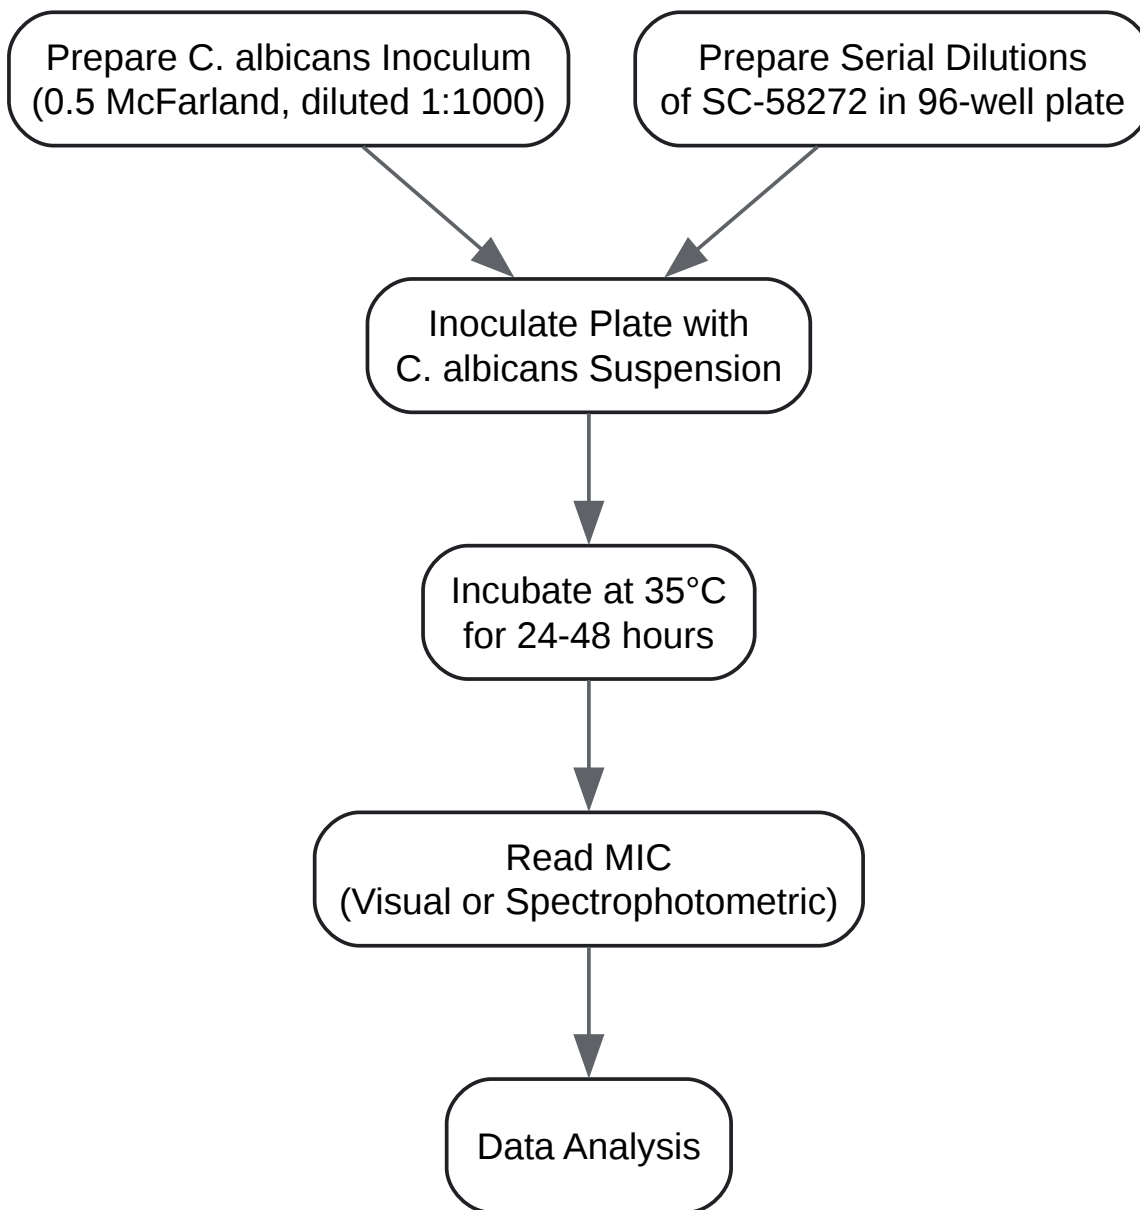 Prepare C. albicans Inoculum
(0.5 McFarland, diluted 1:1000)
Prepare Serial Dilutions
of SC-58272 in 96-well plate
Inoculate Plate with
C. albicans Suspension
Incubate at 35°C
for 24-48 hours
Read MIC
(Visual or Spectrophotometric)
Data Analysis